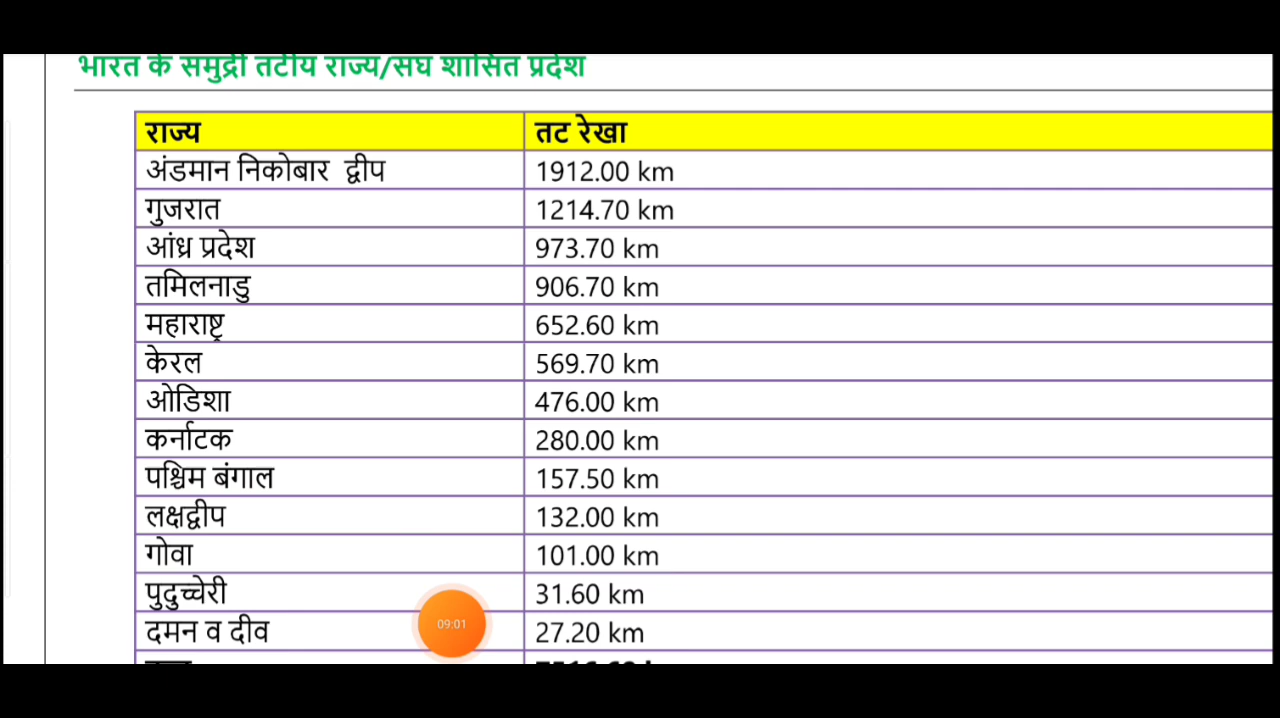 भारत के समुद्री तटीय राज्य/संघ शासित प्रदेश
राज्य तट रेखा
अंडमान निकोबार द्वीप 1912.00 km
गुजरात 1214.70 km
आंध्र प्रदेश 973.70 km
तमिलनाडु 906.70 km
महाराष्ट्र 652.60 km
केरल 569.70 km
ओडिशा 476.00 km
कर्नाटक 280.00 km
पश्चिम बंगाल 157.50 km
लक्षद्वीप 132.00 km
गोवा 101.00 km
पुदुच्चेरी 31.60 km
09:01
दमन व दीव 27.20 km